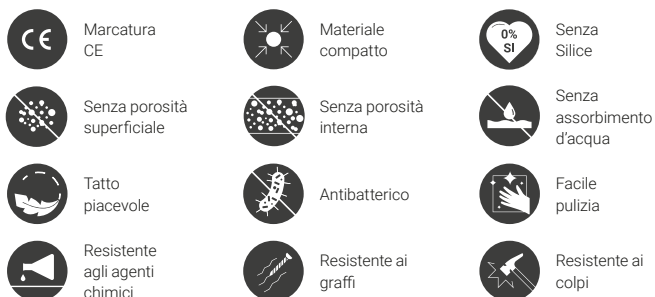 CE
Marcatura
CE
Materiale
compatto
0%
SI
Senza
Silice
Senza porosità
superficiale
Senza porosità
interna
Senza
assorbimento
d'acqua
Tatto
piacevole
Antibatterico
Facile
pulizia
Resistente
agli agenti
chimici
Resistente ai
graffi
Resistente ai
colpi